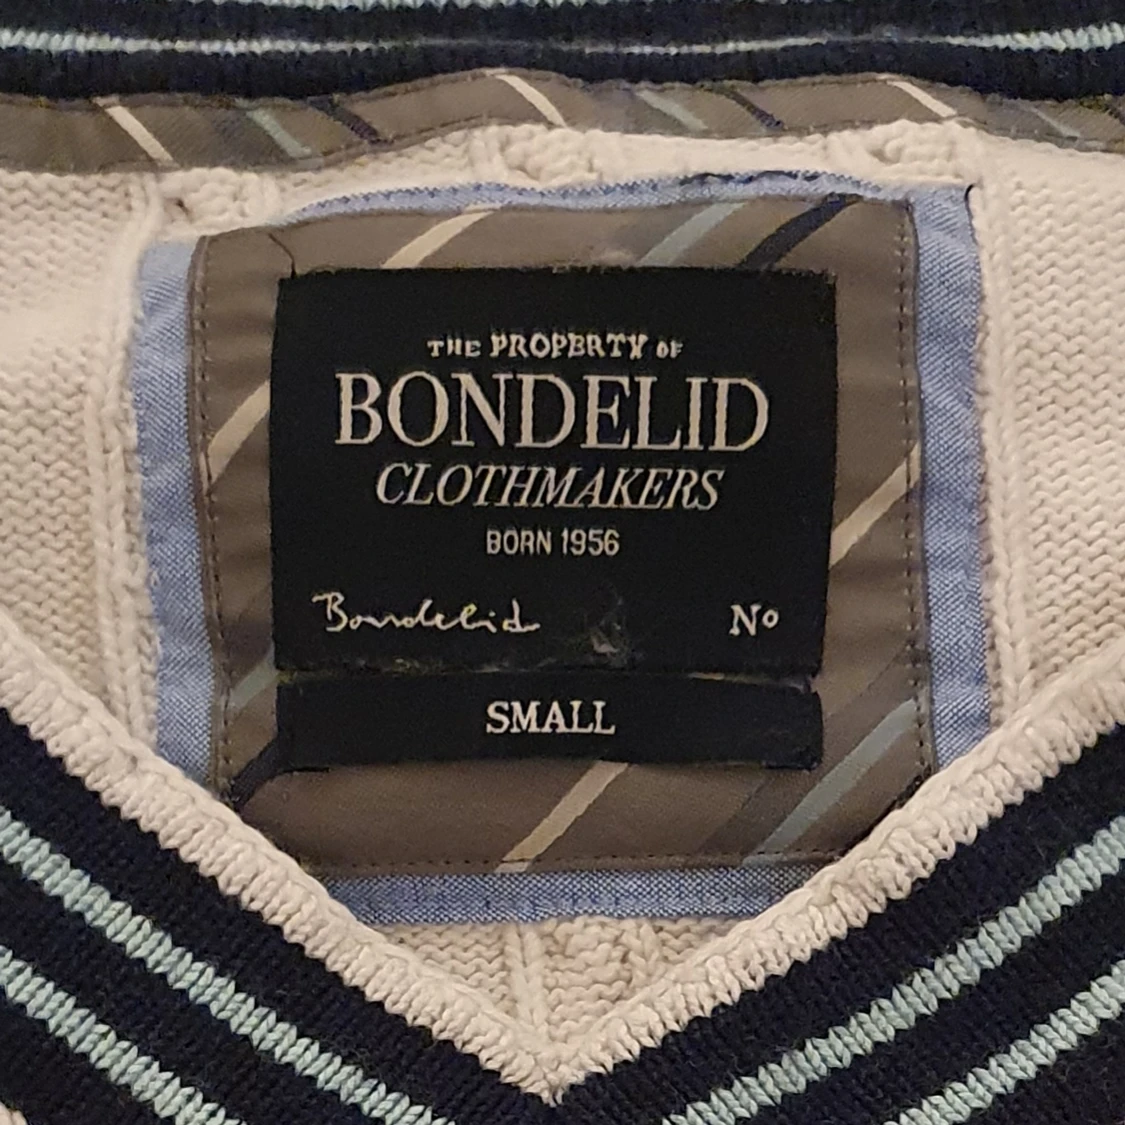 THE PROPERTY OF
BONDELID
CLOTHMAKERS
BORN 1956
Bondelid Nº
SMALL